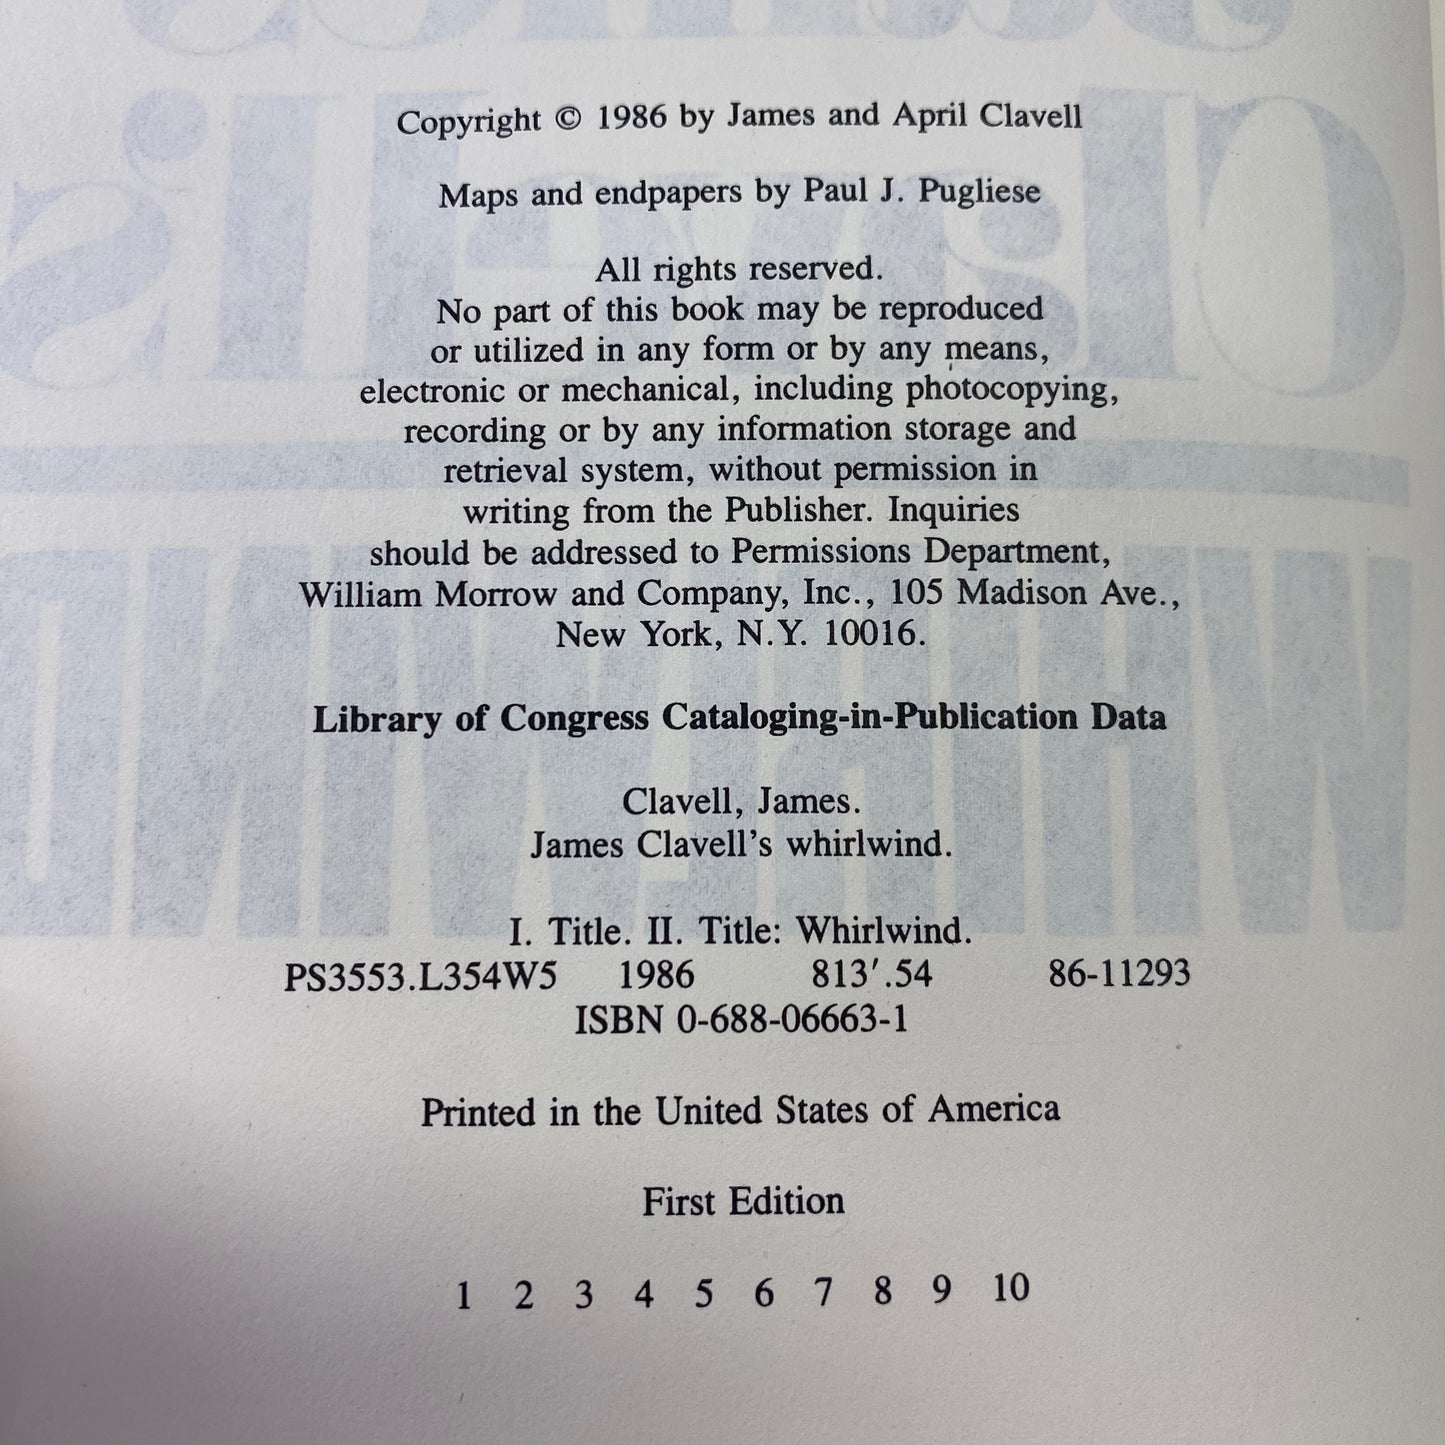 Copyright © 1986 by James and April Clavell
Maps and endpapers by Paul J. Pugliese
All rights reserved.
No part of this book may be reproduced
or utilized in any form or by any means,
electronic or mechanical, including photocopying,
recording or by any information storage and
retrieval system, without permission in
writing from the Publisher. Inquiries
should be addressed to Permissions Department,
William Morrow and Company, Inc., 105 Madison Ave.,
New York, N.Y. 10016.
Library of Congress Cataloging-in-Publication Data
Clavell, James.
James Clavell's whirlwind.
I. Title. II. Title: Whirlwind.
PS3553.L354W5 1986 813′.54 86-11293
ISBN 0-688-06663-1
Printed in the United States of America
First Edition
1 2 3 4 5 6 7 8 9 10